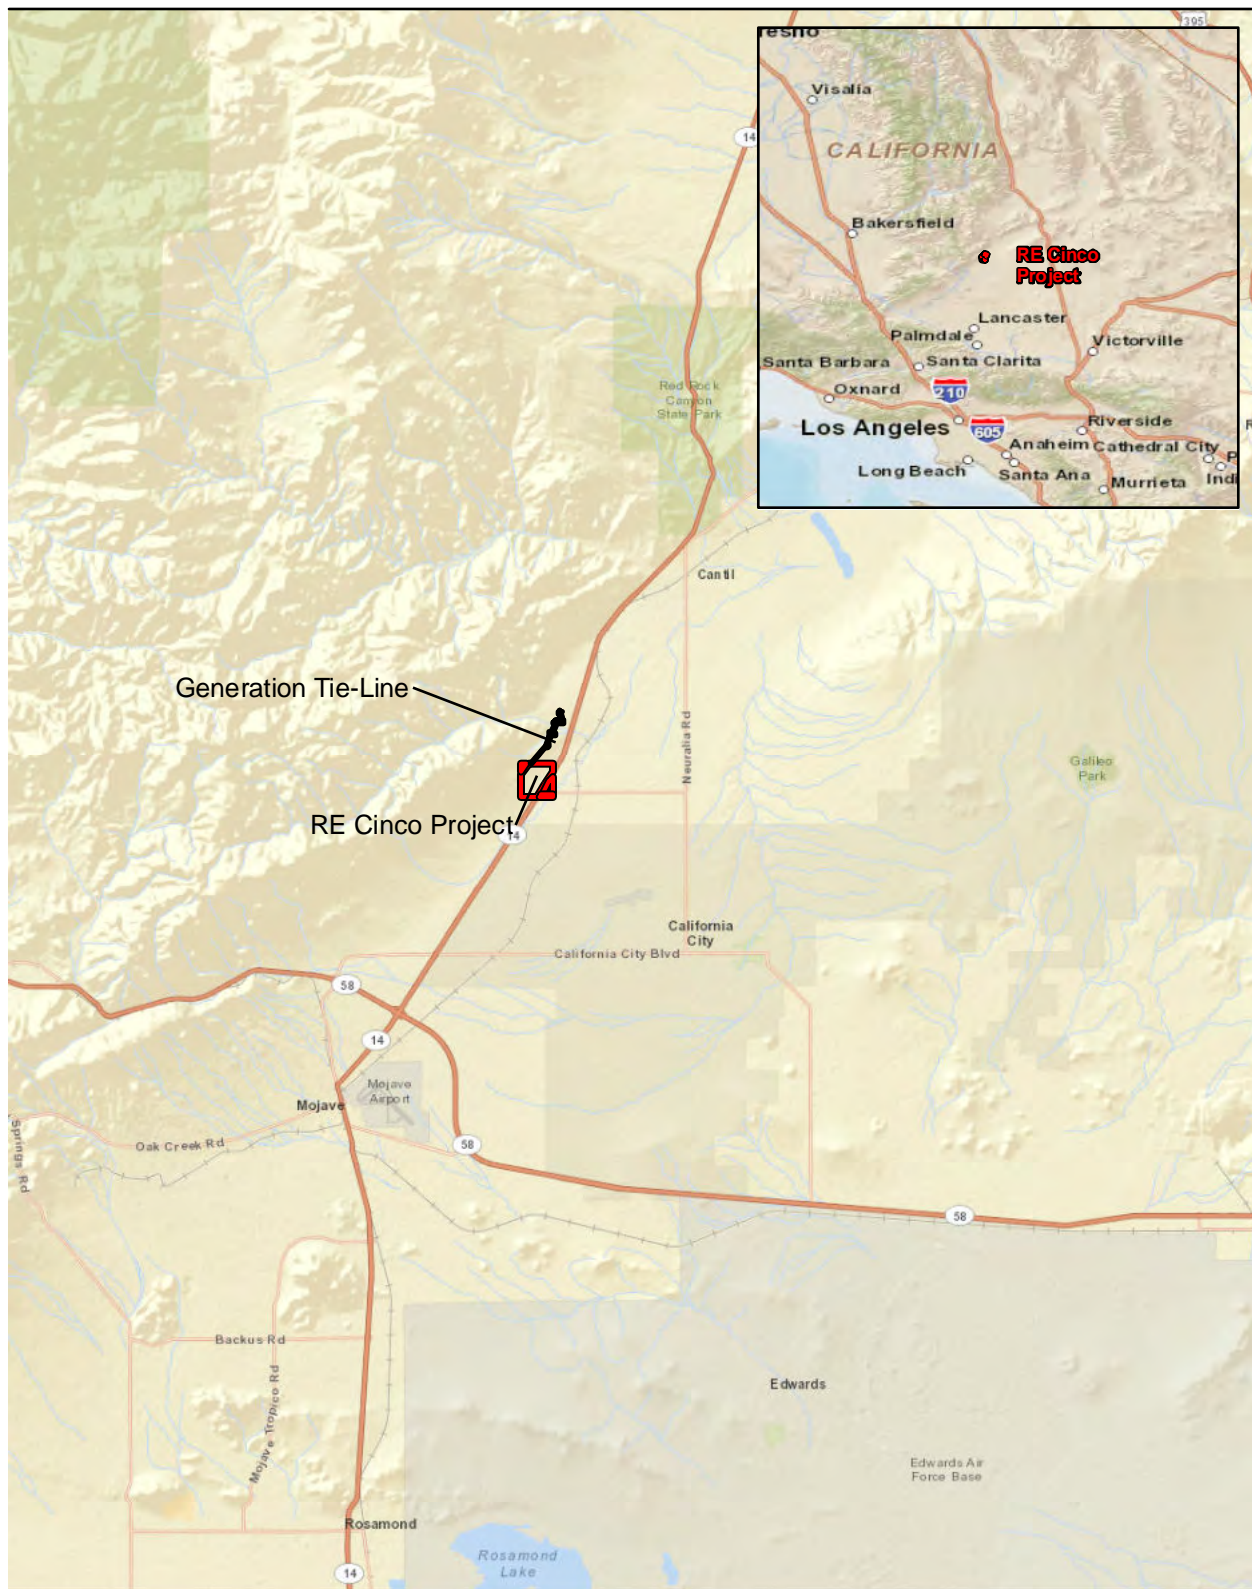 395
14
resno
Visalia
CALIFORNIA
Bakersfield
RE Cinco
Project
Lancaster
Palmdale
Victorville
Santa Barbara
Santa Clarita
Oxnard
210
Los Angeles
605
Riverside
Anaheim
Cathedral City
P
Long Beach
Santa Ana
Indi
Murrieta
R
Red Rock
Canyon
State Park
Cantil
Generation Tie-Line
Neuralia Rd
Galileo
Park
RE Cinco Project
14
California
City
California City Blvd
58
14
Mojave
Airport
Mojave
Oak Creek Rd
58
Springs Rd
58
Backus Rd
Mojave Tropico Rd
Edwards
Edwards Air
Force Base
Rosamond
Rosamond
Lake
14